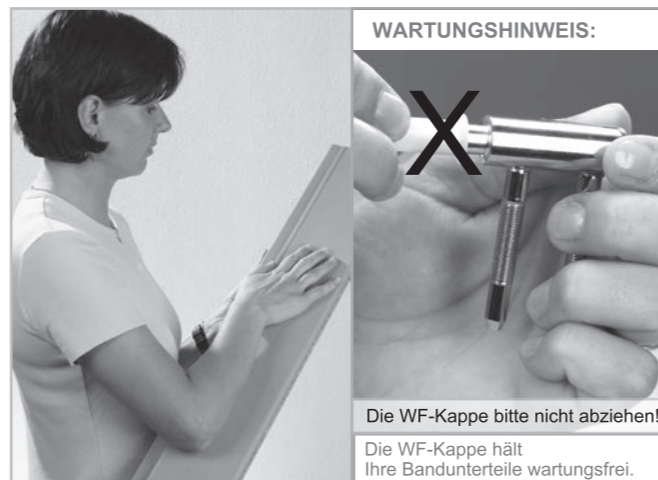 WARTUNGSHINWEIS:
Die WF-Kappe bitte nicht abziehen!
Die WF-Kappe hält
Ihre Bandunterteile wartungsfrei.